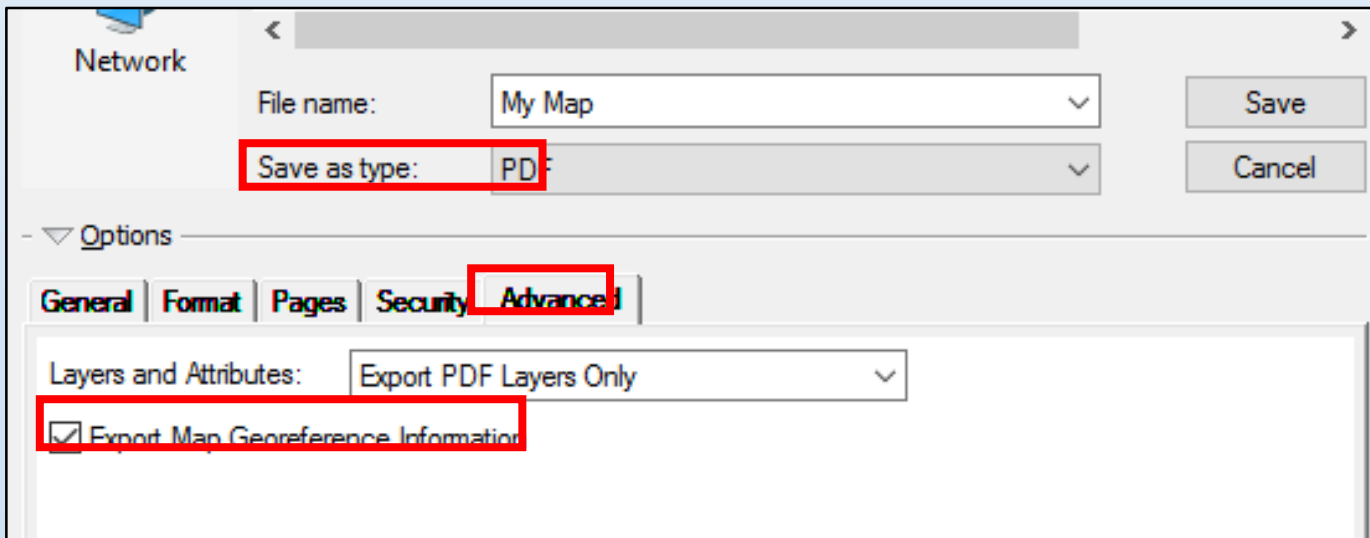 Network
File name: My Map Save
Save as type: PDF Cancel
Options
General Format Pages Security Advanced
Layers and Attributes: Export PDF Layers Only
Export Map Georeference Information